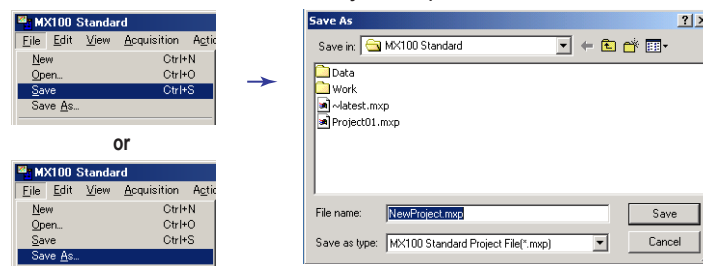 MX100 Standard
File Edit View Acquisition Actio
New Ctrl+N
Open... Ctrl+O
Save Ctrl+S
Save As...
or
MX100 Standard
File Edit View Acquisition Actio
New Ctrl+N
Open... Ctrl+O
Save Ctrl+S
Save As...
Save As
Save in: MX100 Standard
Data
Work
~latest.mxp
Project01.mxp
File name: NewProject.mxp Save
Save as type: MX100 Standard Project File(*.mxp) Cancel